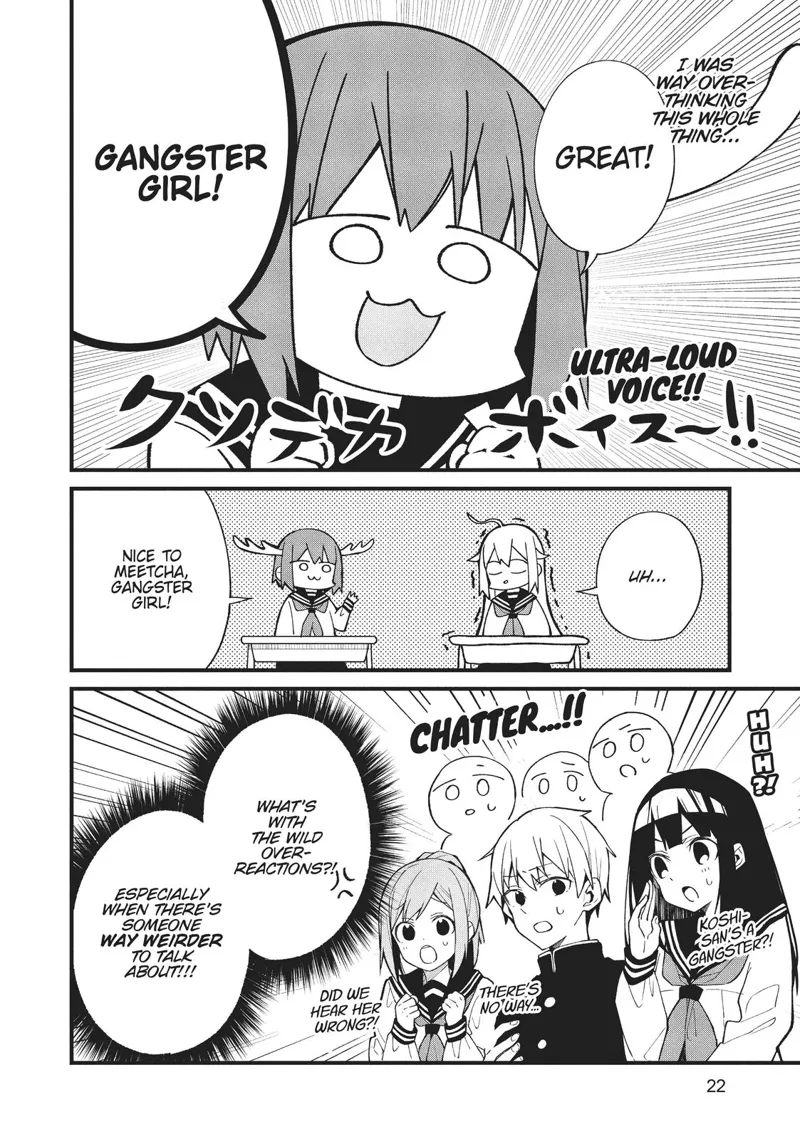 I WAS
WAY OVER-
THINKING
THIS WHOLE
THING...
GREAT!
GANGSTER
GIRL!
ULTRA-LOUD
VOICE!!
クソデカ ボイス～!!
UH...
NICE TO
MEETCHA,
GANGSTER
GIRL!
HUH?!
KOSHI-
SAN'S A
GANGSTER?!
CHATTER...!!
THERE'S
NO WAY...
DID WE
HEAR HER
WRONG?!
WHAT'S
WITH
THE WILD
OVER-
REACTIONS?!
ESPECIALLY
WHEN THERE'S
SOMEONE
WAY WEIRDER
TO TALK
ABOUT!!!
22